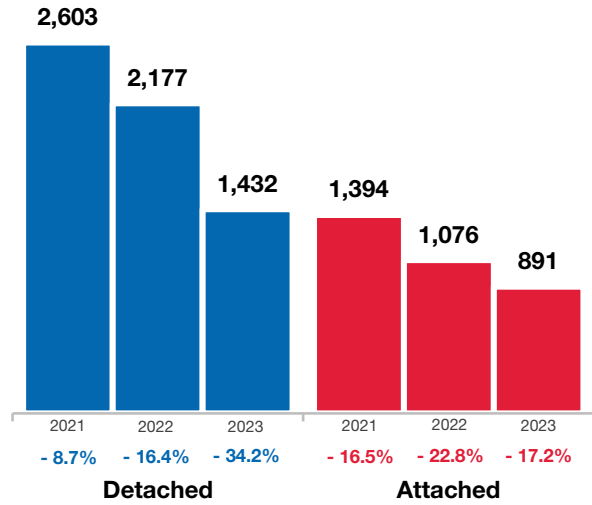 2,603
2,177
1,432
1,394
1,076
891
2021 2022 2023 2021 2022 2023
- 8.7% - 16.4% - 34.2% - 16.5% - 22.8% - 17.2%
Detached Attached